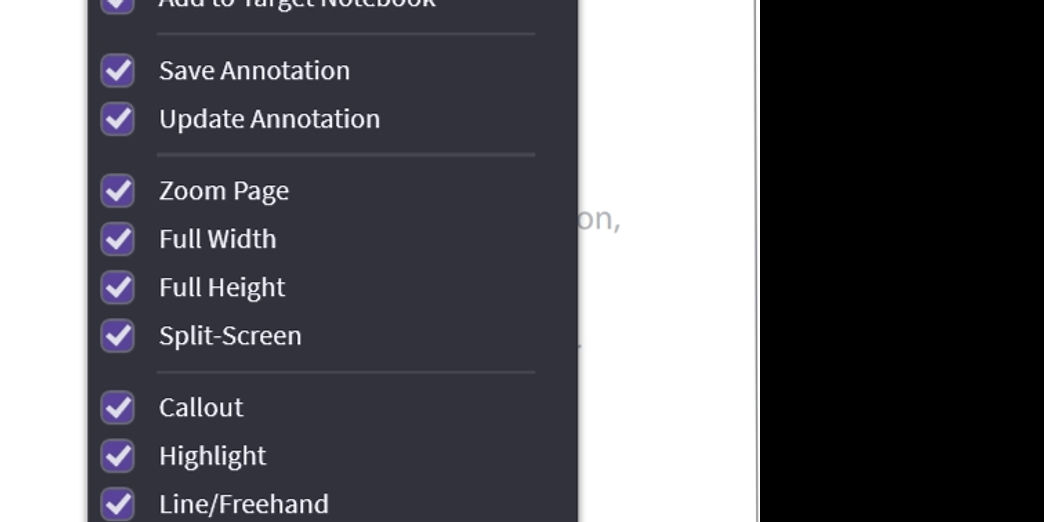 Add to Target Notebook
Save Annotation
Update Annotation
Zoom Page
on,
Full Width
Full Height
Split-Screen
Callout
Highlight
Line/Freehand